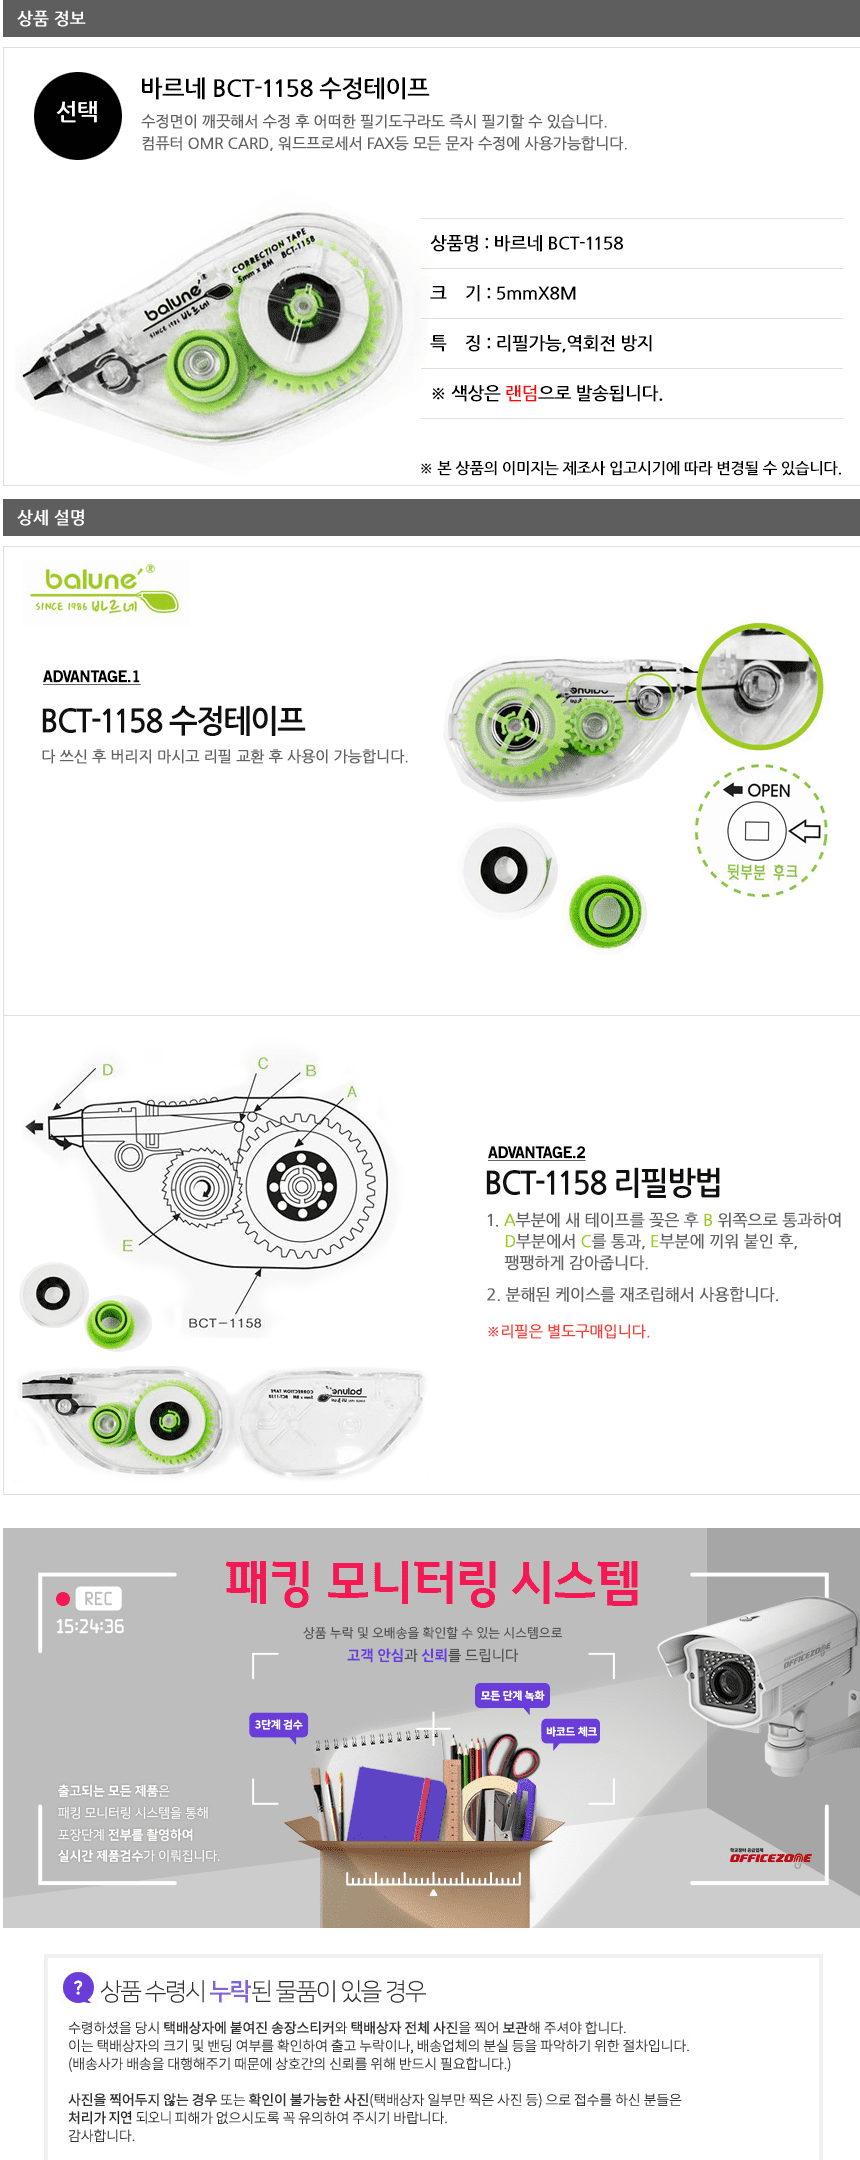 상품 정보
선택
바르네 BCT-1158 수정테이프
수정면이 깨끗해서 수정 후 어떠한 필기도구라도 즉시 필기할 수 있습니다.
컴퓨터 OMR CARD, 워드프로세서 FAX등 모든 문자 수정에 사용가능합니다.
CORRECTION TAPE
5mm x 8M BCT-1158
balune
SINCE 1986 바르네
상품명 : 바르네 BCT-1158
크 기 : 5mmX8M
특 징 : 리필가능,역회전 방지
※ 색상은 랜덤으로 발송됩니다.
※ 본 상품의 이미지는 제조사 입고시기에 따라 변경될 수 있습니다.
상세 설명
balune ®
SINCE 1986 바르네
ADVANTAGE.1
BCT-1158 수정테이프
다 쓰신 후 버리지 마시고 리필 교환 후 사용이 가능합니다.
balune
OPEN
뒷부분 후크
D
C
B
A
E
BCT-1158
ADVANTAGE.2
BCT-1158 리필방법
1. A부분에 새 테이프를 꽂은 후 B 위쪽으로 통과하여
D부분에서 C를 통과, E부분에 끼워 붙인 후,
팽팽하게 감아줍니다.
2. 분해된 케이스를 재조립해서 사용합니다.
※리필은 별도구매입니다.
CORRECTION TAPE
5mm x 8M BCT-1158
balune
패킹 모니터링 시스템
REC
15:24:36
상품 누락 및 오배송을 확인할 수 있는 시스템으로
고객 안심과 신뢰를 드립니다
OFFICEZONE
모든 단계 녹화
3단계 검수
바코드 체크
출고되는 모든 제품은
패킹 모니터링 시스템을 통해
포장단계 전부를 촬영하여
실시간 제품검수가 이뤄집니다.
OFFICEZONE
? 상품 수령시 누락된 물품이 있을 경우
수령하셨을 당시 택배상자에 붙여진 송장스티커와 택배상자 전체 사진을 찍어 보관해 주셔야 합니다.
이는 택배상자의 크기 및 밴딩 여부를 확인하여 출고 누락이나, 배송업체의 분실 등을 파악하기 위한 절차입니다.
(배송사가 배송을 대행해주기 때문에 상호간의 신뢰를 위해 반드시 필요합니다.)
사진을 찍어두지 않는 경우 또는 확인이 불가능한 사진(택배상자 일부만 찍은 사진 등) 으로 접수를 하신 분들은
처리가 지연 되오니 피해가 없으시도록 꼭 유의하여 주시기 바랍니다.
감사합니다.